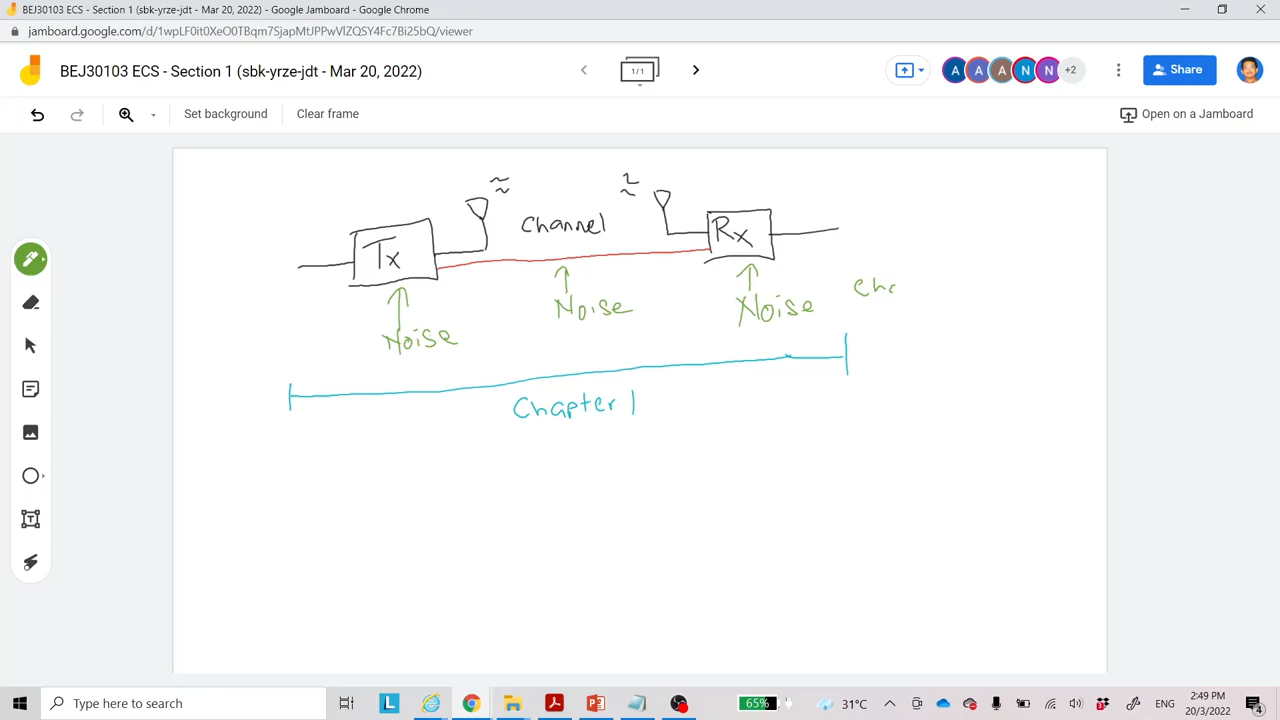 BEJ30103 ECS - Section 1 (sbk-yrze-jdt - Mar 20, 2022) - Google Jamboard - Google Chrome
jamboard.google.com/d/1wpLF0it0XeO0TBqm7SjapMtJPPwVlZQSY4Fc7Bi25bQ/viewer
BEJ30103 ECS - Section 1 (sbk-yrze-jdt - Mar 20, 2022)
1/1
A A A N N +2
Share
Set background Clear frame
Open on a Jamboard
Channel
Tx Rx
Noise Noise Noise cha
Chapter 1
Type here to search
65%
31°C
ENG
2:49 PM
20/3/2022
4